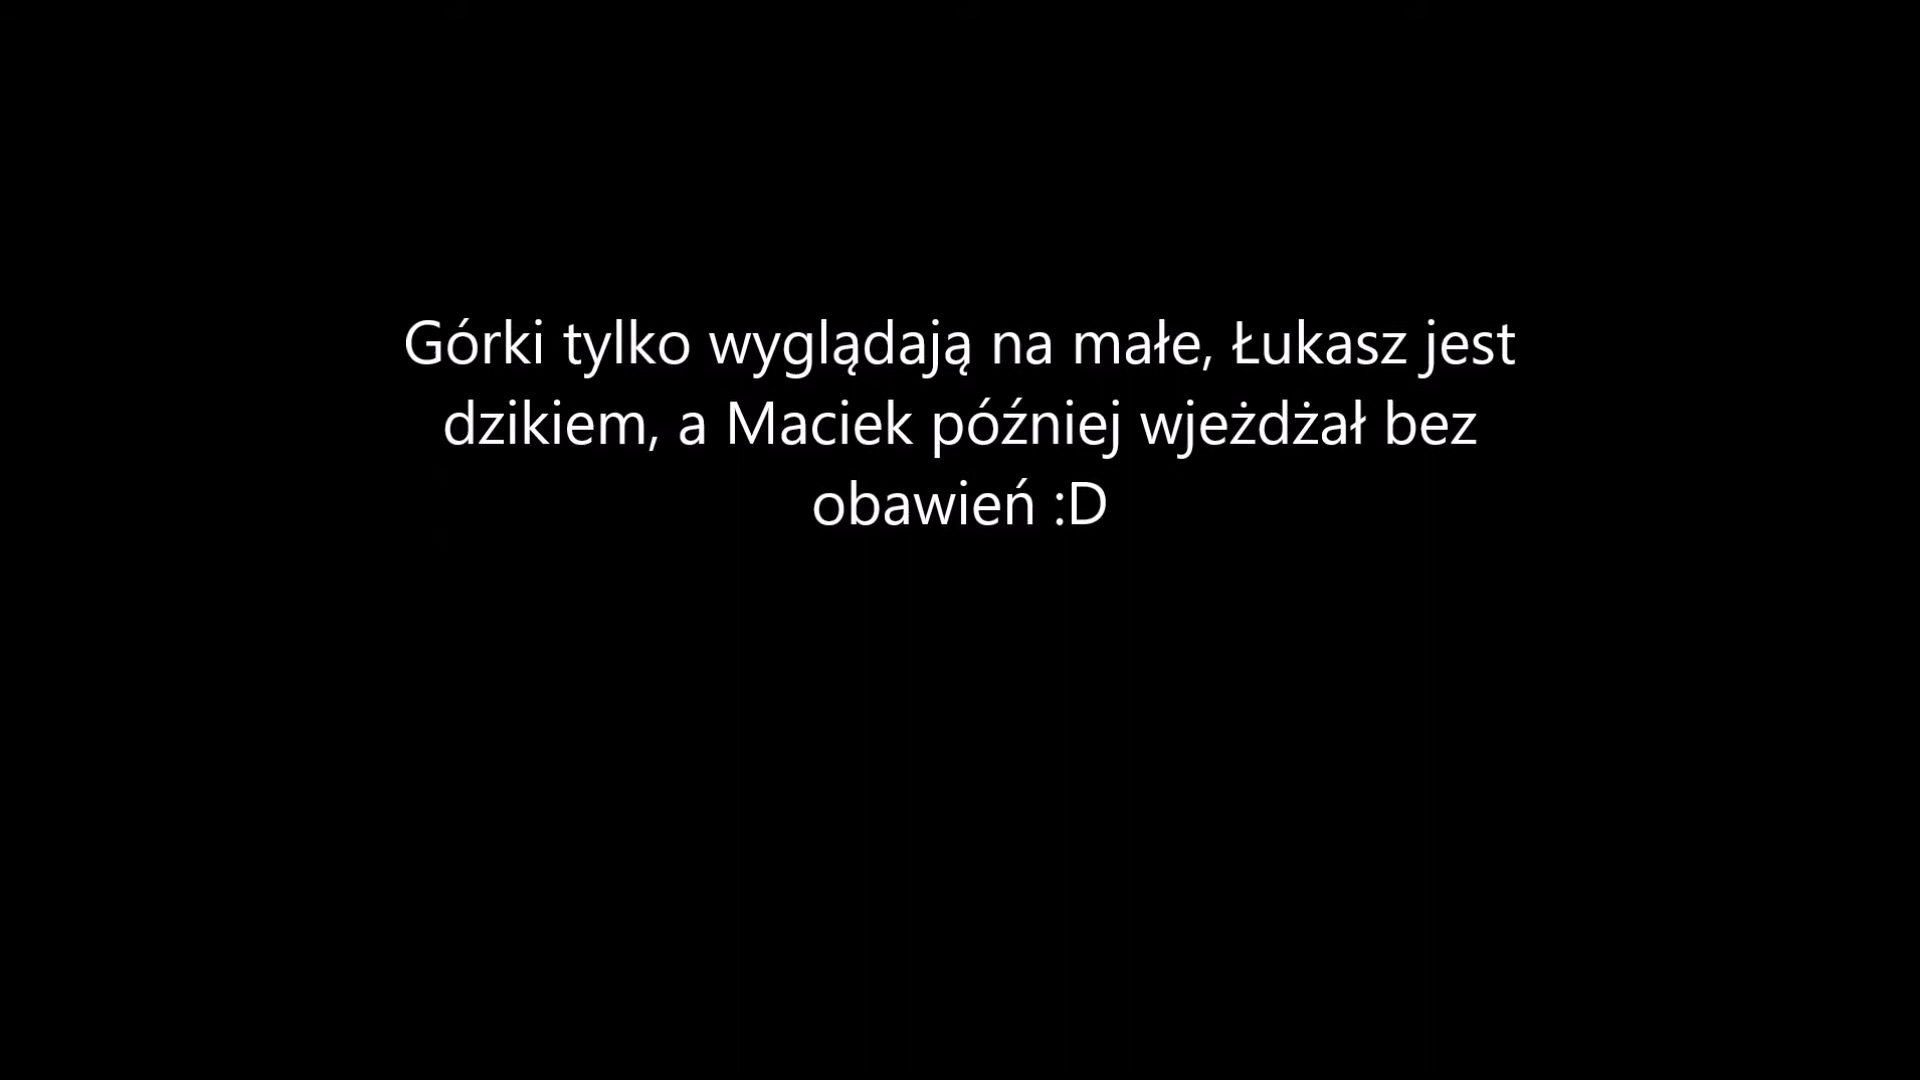 Górki tylko wyglądają na małe, Łukasz jest
dzikiem, a Maciek później wjeżdżał bez
obawień :D